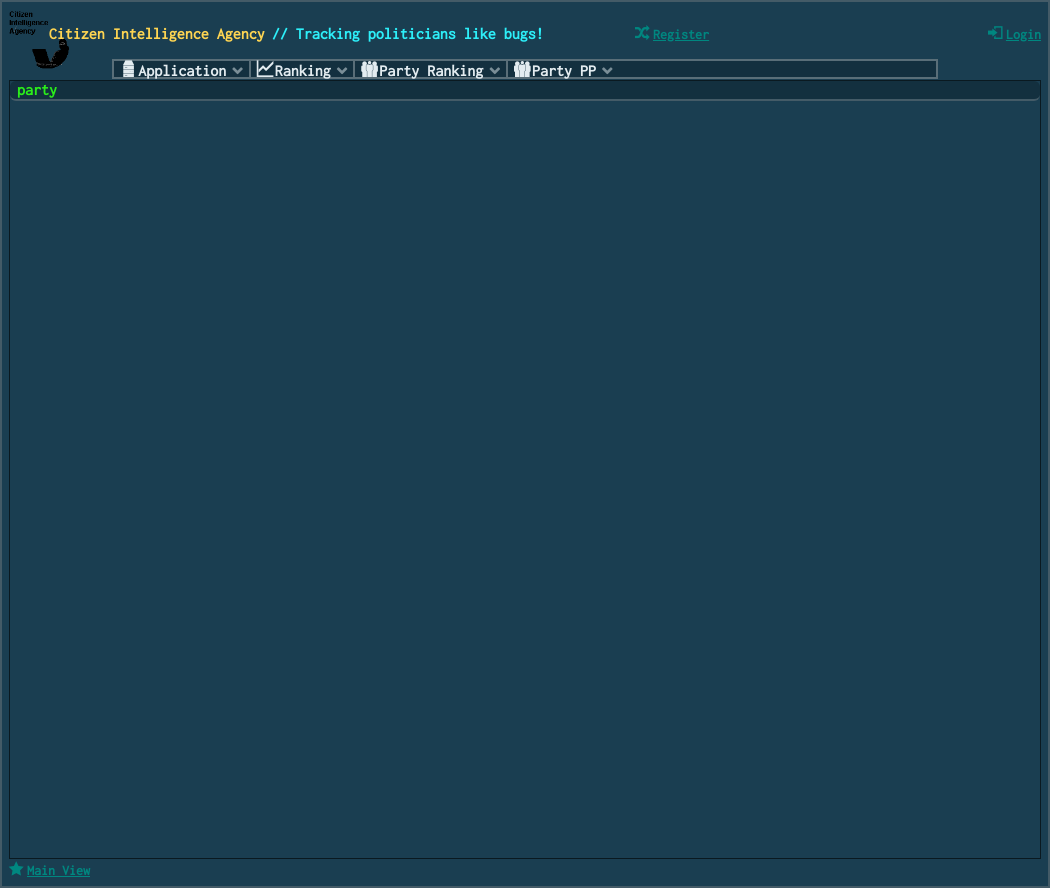 Citizen
Intelligence
Agency
Citizen Intelligence Agency // Tracking politicians like bugs!
Register
Login
Application
Ranking
Party Ranking
Party PP
party
Main View